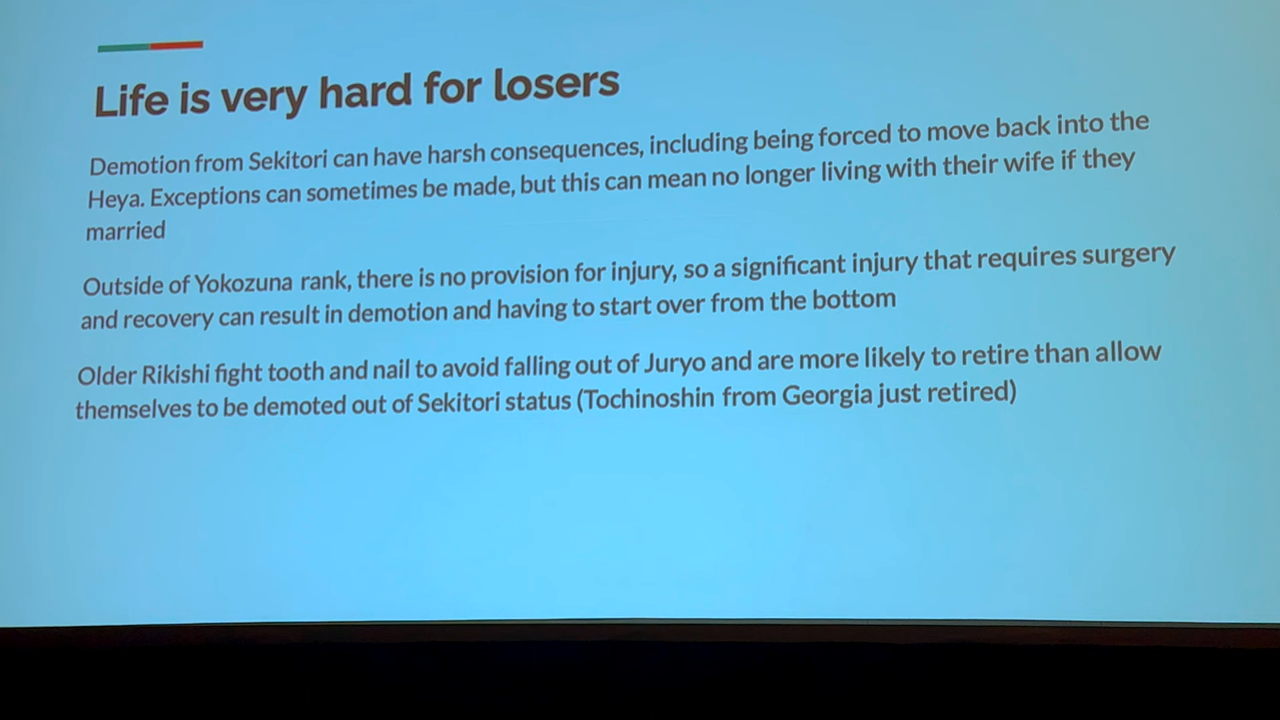 Life is very hard for losers
Demotion from Sekitori can have harsh consequences, including being forced to move back into the
Heya. Exceptions can sometimes be made, but this can mean no longer living with their wife if they
married
Outside of Yokozuna rank, there is no provision for injury, so a significant injury that requires surgery
and recovery can result in demotion and having to start over from the bottom
Older Rikishi fight tooth and nail to avoid falling out of Juryo and are more likely to retire than allow
themselves to be demoted out of Sekitori status (Tochinoshin from Georgia just retired)